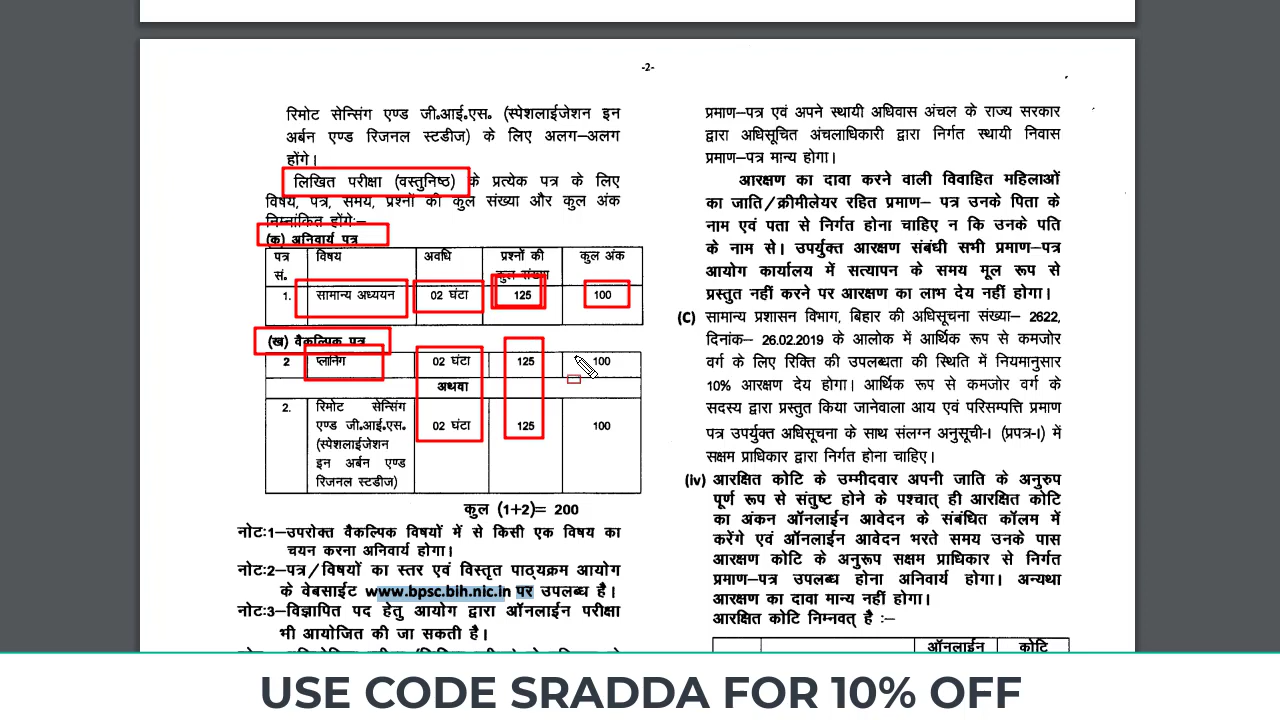 -2-
रिमोट सेन्सिंग एण्ड जी.आई.एस. (स्पेशलाईजेशन इन
अर्बन एण्ड रिजनल स्टडीज) के लिए अलग–अलग
होंगे।
लिखित परीक्षा (वस्तुनिष्ठ) के प्रत्येक पत्र के लिए
विषय, पत्र, समय, प्रश्नों की कुल संख्या और कुल अंक
निम्नांकित होंगेः–
(क) अनिवार्य पत्र
पत्र सं. विषय अवधि प्रश्नों की कुल संख्या कुल अंक
1. सामान्य अध्ययन 02 घंटा 125 100
(ख) वैकल्पिक पत्र
2 प्लानिंग 02 घंटा 125 100
अथवा
2. रिमोट सेन्सिंग
एण्ड जी.आई.एस. 02 घंटा 125 100
(स्पेशलाईजेशन
इन अर्बन एण्ड
रिजनल स्टडीज)
कुल (1+2)= 200
नोटः1–उपरोक्त वैकल्पिक विषयों में से किसी एक विषय का
चयन करना अनिवार्य होगा।
नोटः2–पत्र/विषयों का स्तर एवं विस्तृत पाठ्यक्रम आयोग
के वेबसाईट www.bpsc.bih.nic.in पर उपलब्ध है।
नोटः3–विज्ञापित पद हेतु आयोग द्वारा ऑनलाईन परीक्षा
भी आयोजित की जा सकती है।
प्रमाण–पत्र एवं अपने स्थायी अधिवास अंचल के राज्य सरकार
द्वारा अधिसूचित अंचलाधिकारी द्वारा निर्गत स्थायी निवास
प्रमाण–पत्र मान्य होगा।
आरक्षण का दावा करने वाली विवाहित महिलाओं
का जाति/क्रीमीलेयर रहित प्रमाण– पत्र उनके पिता के
नाम एवं पता से निर्गत होना चाहिए न कि उनके पति
के नाम से। उपर्युक्त आरक्षण संबंधी सभी प्रमाण–पत्र
आयोग कार्यालय में सत्यापन के समय मूल रूप से
प्रस्तुत नहीं करने पर आरक्षण का लाभ देय नहीं होगा।
(C) सामान्य प्रशासन विभाग, बिहार की अधिसूचना संख्या– 2622,
दिनांक– 26.02.2019 के आलोक में आर्थिक रूप से कमजोर
वर्ग के लिए रिक्ति की उपलब्धता की स्थिति में नियमानुसार
10% आरक्षण देय होगा। आर्थिक रूप से कमजोर वर्ग के
सदस्य द्वारा प्रस्तुत किया जानेवाला आय एवं परिसम्पत्ति प्रमाण
पत्र उपर्युक्त अधिसूचना के साथ संलग्न अनुसूची-I (प्रपत्र-I) में
सक्षम प्राधिकार द्वारा निर्गत होना चाहिए।
(iv) आरक्षित कोटि के उम्मीदवार अपनी जाति के अनुरुप
पूर्ण रूप से संतुष्ट होने के पश्चात् ही आरक्षित कोटि
का अंकन ऑनलाईन आवेदन के संबंधित कॉलम में
करेंगे एवं ऑनलाईन आवेदन भरते समय उनके पास
आरक्षण कोटि के अनुरूप सक्षम प्राधिकार से निर्गत
प्रमाण–पत्र उपलब्ध होना अनिवार्य होगा। अन्यथा
आरक्षण का दावा मान्य नहीं होगा।
आरक्षित कोटि निम्नवत् है :–
ऑनलाईन कोटि
USE CODE SRADDA FOR 10% OFF